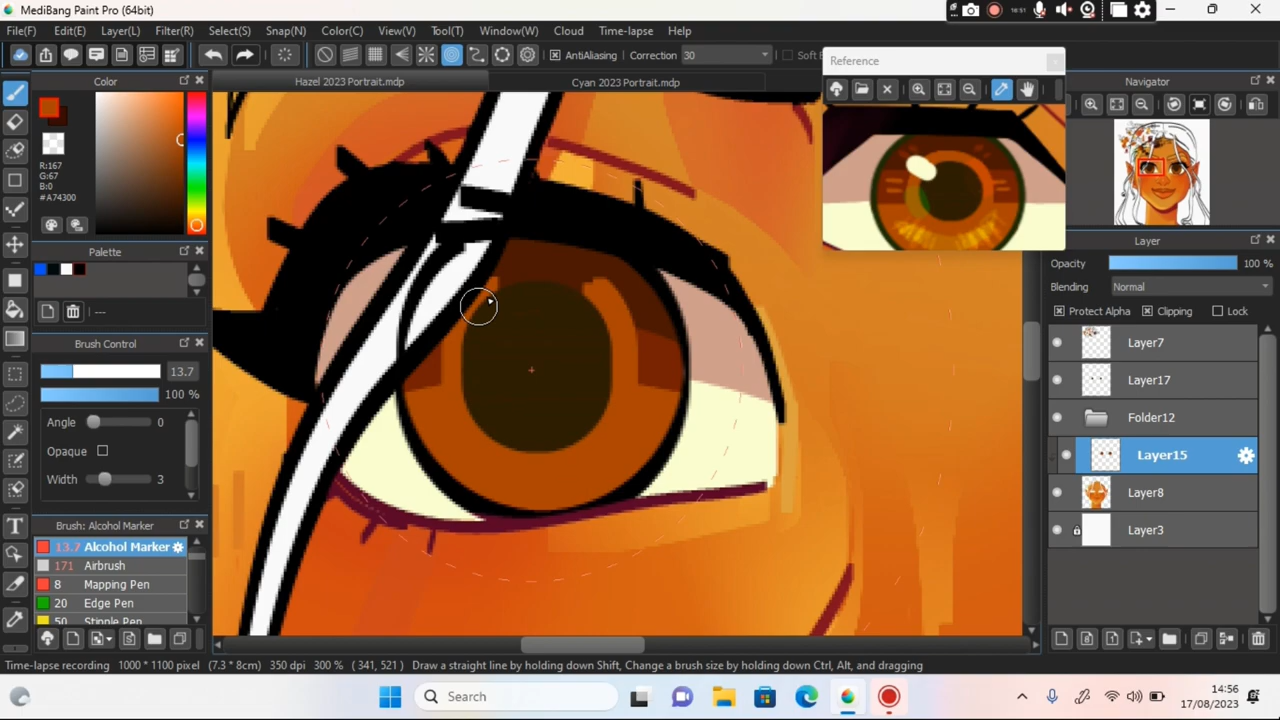 MediBang Paint Pro (64bit)
16:51
File(F) Edit(E) Layer(L) Filter(R) Select(S) Snap(N) Color(C) View(V) Tool(T) Window(W) Cloud Time-lapse Help
AntiAliasing Correction 30
Color
R:167
G:67
B:0
#A74300
Palette
---
Brush Control
13.7
100 %
Angle 0
Opaque
Width 3
Brush: Alcohol Marker
13.7 Alcohol Marker
171 Airbrush
8 Mapping Pen
20 Edge Pen
50 Stipple Pen
Hazel 2023 Portrait.mdp
Cyan 2023 Portrait.mdp
Reference
Navigator
Layer
Opacity 100 %
Blending Normal
Protect Alpha Clipping Lock
Layer7
Layer17
Folder12
Layer15
Layer8
Layer3
Time-lapse recording 1000 * 1100 pixel (7.3 * 8cm) 350 dpi 300 % (341, 521) Draw a straight line by holding down Shift, Change a brush size by holding down Ctrl, Alt, and dragging
Search
14:56
17/08/2023